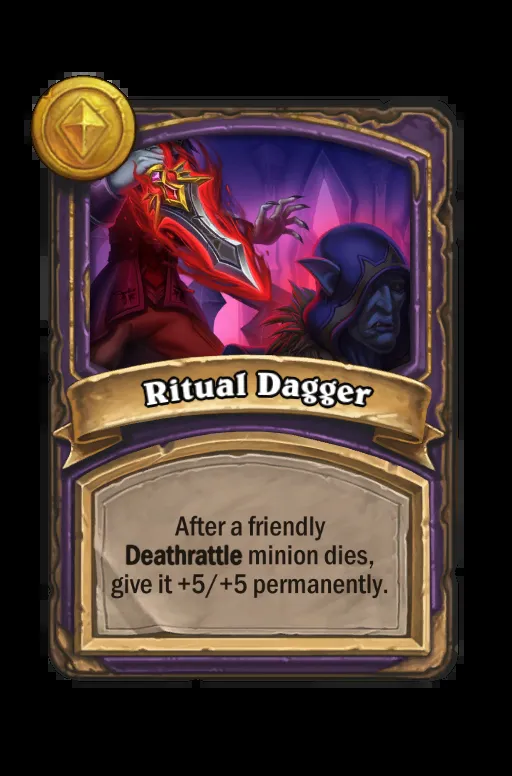 Ritual Dagger
After a friendly
Deathrattle minion dies,
give it +5/+5 permanently.